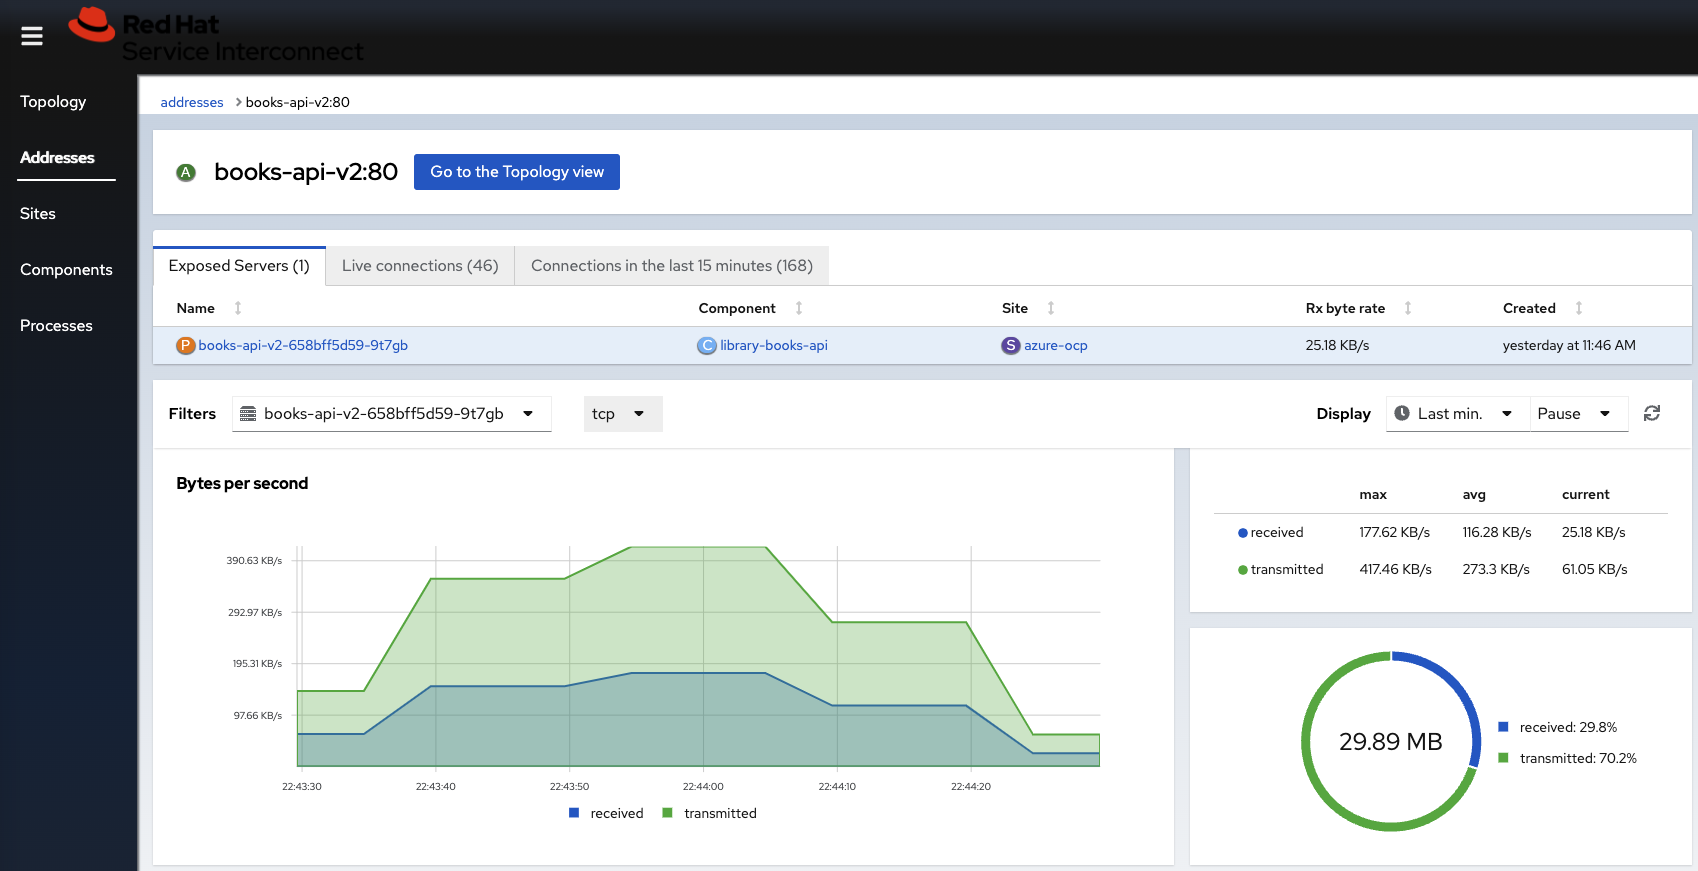 Red Hat
Service Interconnect
Topology
Addresses
Sites
Components
Processes
addresses > books-api-v2:80
A books-api-v2:80 Go to the Topology view
Exposed Servers (1) Live connections (46) Connections in the last 15 minutes (168)
Name Component Site Rx byte rate Created
P books-api-v2-658bff5d59-9t7gb C library-books-api S azure-ocp 25.18 KB/s yesterday at 11:46 AM
Filters books-api-v2-658bff5d59-9t7gb tcp Display Last min. Pause
Bytes per second
390.63 KB/s
292.97 KB/s
195.31 KB/s
97.66 KB/s
22:43:30 22:43:40 22:43:50 22:44:00 22:44:10 22:44:20
received transmitted
max avg current
received 177.62 KB/s 116.28 KB/s 25.18 KB/s
transmitted 417.46 KB/s 273.3 KB/s 61.05 KB/s
29.89 MB
received: 29.8%
transmitted: 70.2%